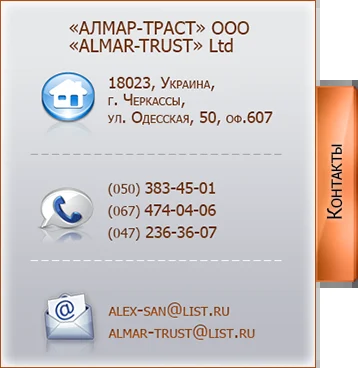 «АЛМАР-ТРАСТ» ООО
«ALMAR-TRUST» Ltd
18023, Украина,
г. Черкассы,
ул. Одесская, 50, оф.607
(050) 383-45-01
(067) 474-04-06
(047) 236-36-07
@
ALEX-SAN@LIST.RU
ALMAR-TRUST@LIST.RU
Контакты